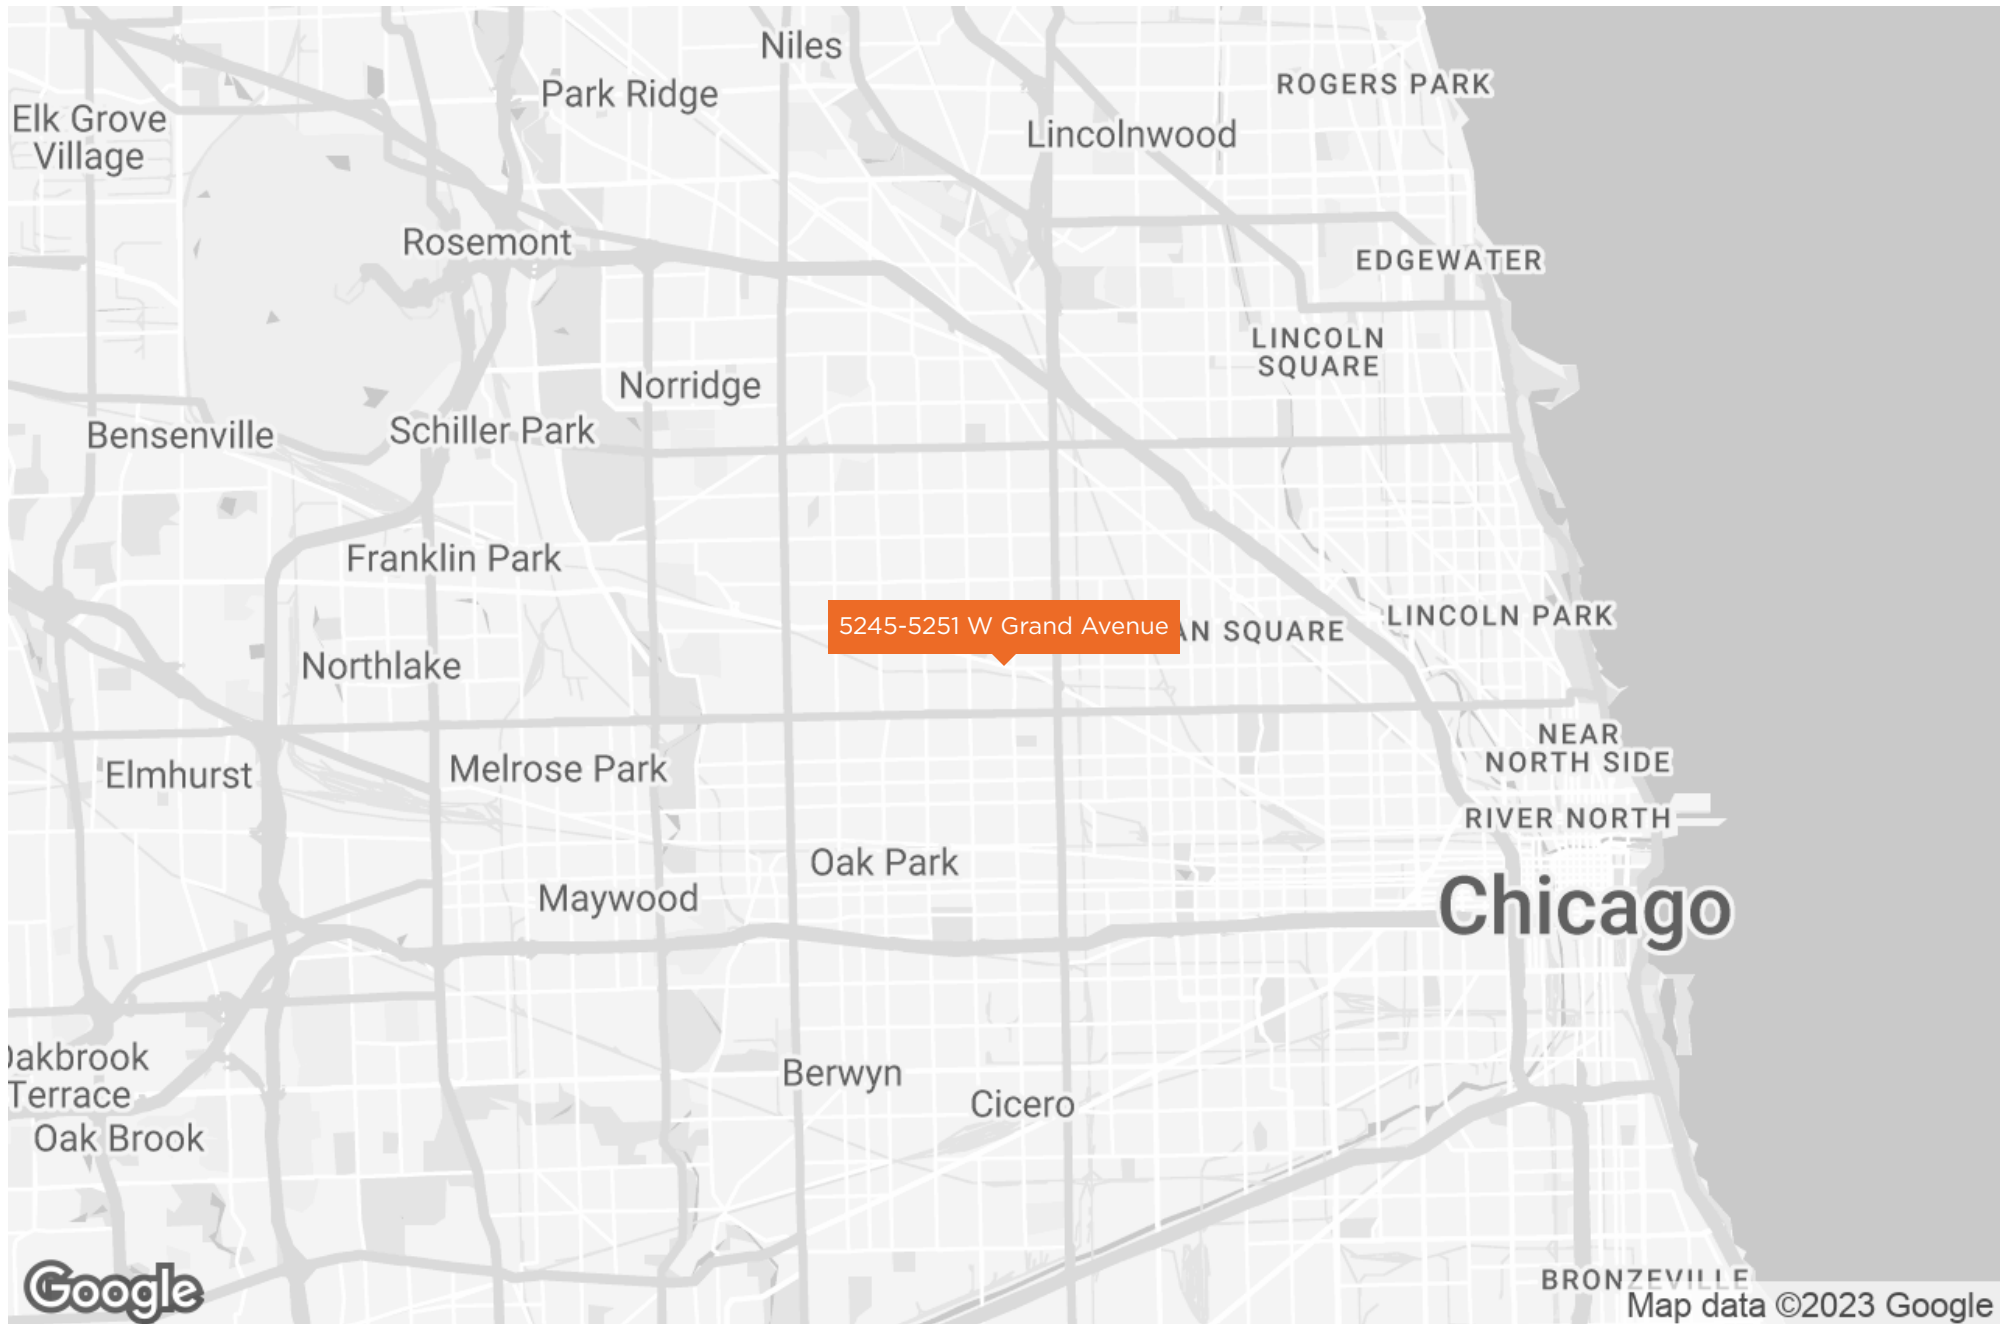 Niles
Park Ridge
ROGERS PARK
Elk Grove
Village
Lincolnwood
Rosemont
EDGEWATER
LINCOLN
SQUARE
Norridge
Bensenville
Schiller Park
Franklin Park
5245-5251 W Grand Avenue
AN SQUARE
LINCOLN PARK
Northlake
NEAR
NORTH SIDE
Elmhurst
Melrose Park
RIVER NORTH
Oak Park
Maywood
Chicago
Oakbrook
Terrace
Berwyn
Cicero
Oak Brook
BRONZEVILLE
Google
Map data ©2023 Google